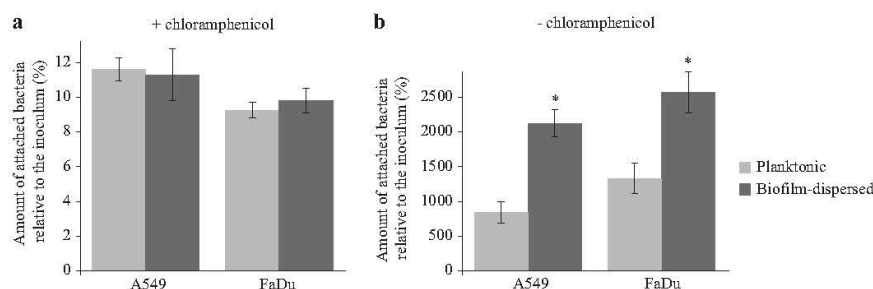 a
+ chloramphenicol
Amount of attached bacteria
relative to the inoculum (%)
12
10
8
6
4
2
0
A549
FaDu
b
- chloramphenicol
Amount of attached bacteria
relative to the inoculum (%)
2500
2000
1500
1000
500
0
*
*
A549
FaDu
Planktonic
Biofilm-dispersed